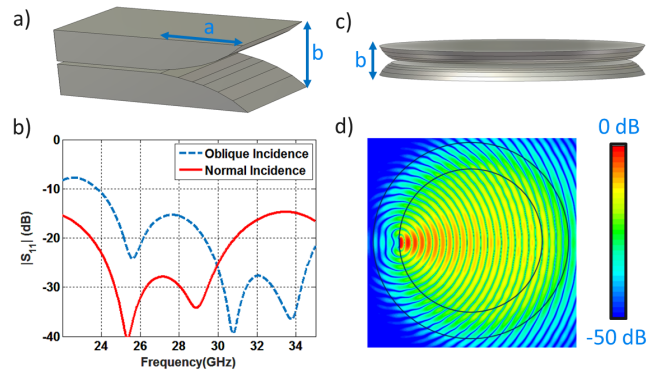 a)
a
b
c)
b
b)
0
-10
-20
-30
-40
|S11| (dB)
Oblique Incidence
Normal Incidence
24 26 28 30 32 34
Frequency(GHz)
d)
0 dB
-50 dB